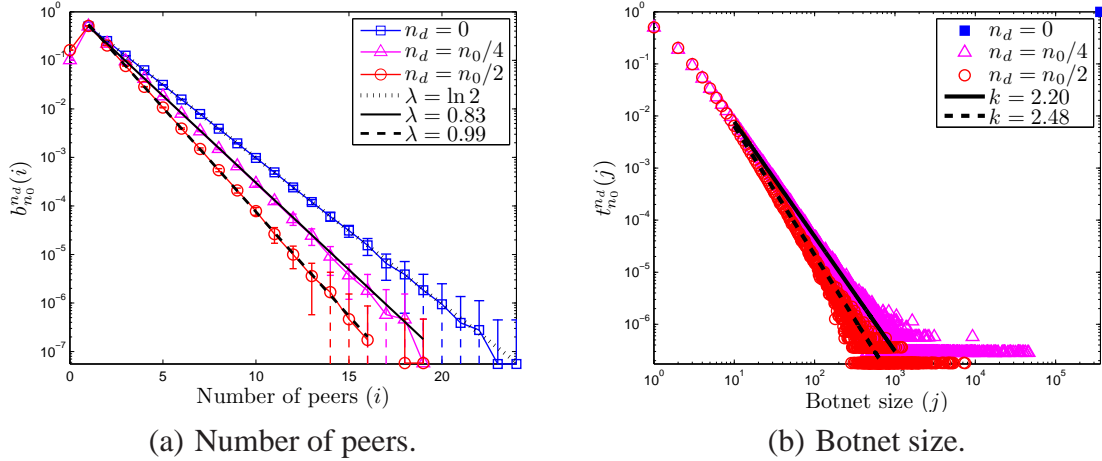 10^0
10^-1
10^-2
10^-3
10^-4
10^-5
10^-6
10^-7
b_{n_0}^{n_d}(i)
n_d = 0
n_d = n_0/4
n_d = n_0/2
λ = ln 2
λ = 0.83
λ = 0.99
0 5 10 15 20
Number of peers (i)
(a) Number of peers.
10^0
10^-1
10^-2
10^-3
10^-4
10^-5
10^-6
t_{n_0}^{n_d}(j)
n_d = 0
n_d = n_0/4
n_d = n_0/2
k = 2.20
k = 2.48
10^0 10^1 10^2 10^3 10^4 10^5
Botnet size (j)
(b) Botnet size.